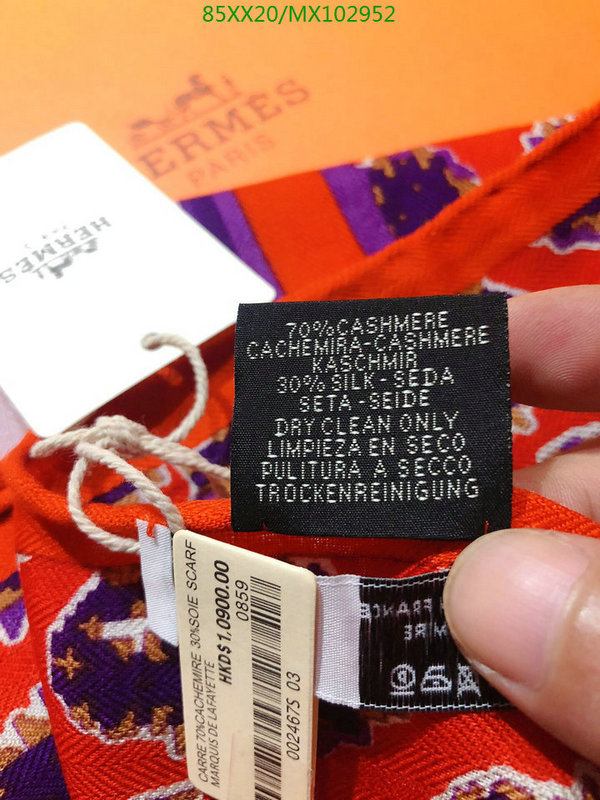 85XX20/MX102952
HERMES
PARIS
HERMES
70%CASHMERE
CACHEMIRA-CASHMERE
KASCHMIR
30% SILK-SEDA
SETA-SEIDE
DRY CLEAN ONLY
LIMPIEZA EN SECO
PULITURA A SECCO
TROCKENREINIGUNG
CARRE 70%CACHEMIRE 30%SOIE SCARF
MARQUIS DE LAFAYETTE
HKD$1,0900.00
0859
002467S 03